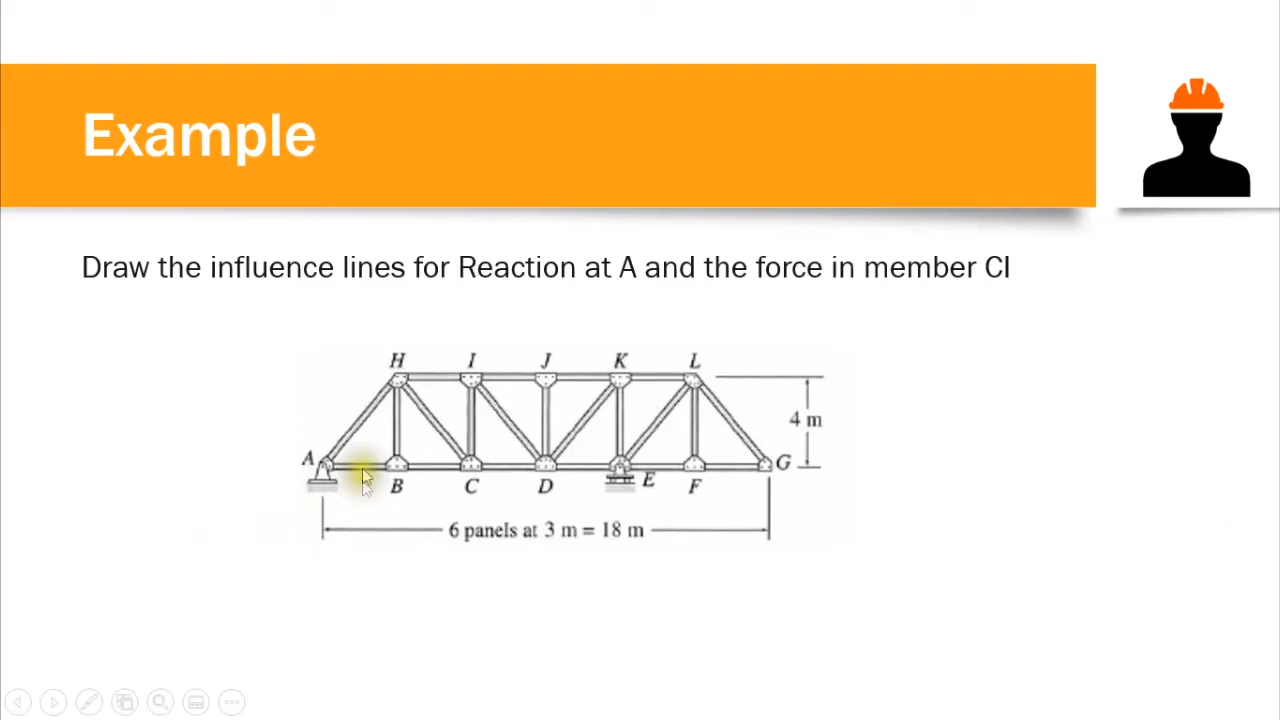 Example
Draw the influence lines for Reaction at A and the force in member CI
H I J K L
4 m
A G
B C D E F
6 panels at 3 m = 18 m